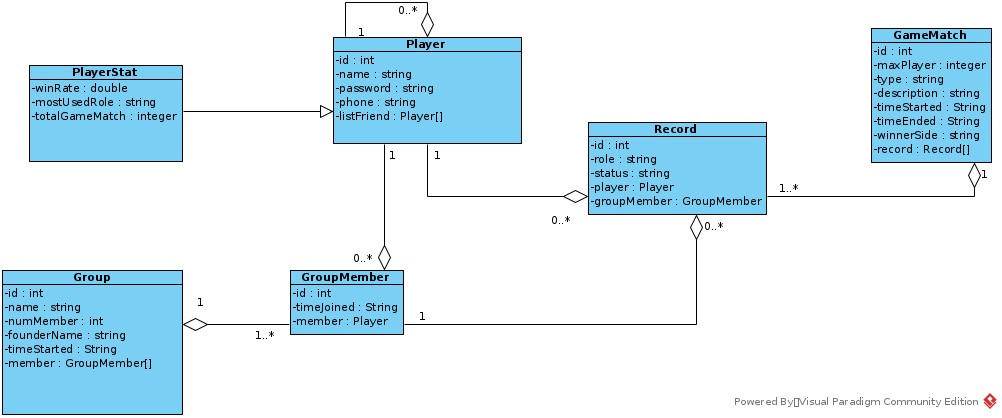 0..*
1
Player
-id : int
-name : string
-password : string
-phone : string
-listFriend : Player[]
GameMatch
-id : int
-maxPlayer : integer
-type : string
-description : string
-timeStarted : String
-timeEnded : String
-winnerSide : string
-record : Record[]
PlayerStat
-winRate : double
-mostUsedRole : string
-totalGameMatch : integer
Record
-id : int
-role : string
-status : string
-player : Player
-groupMember : GroupMember
1
1
1
1..*
0..*
0..*
0..*
Group
-id : int
-name : string
-numMember : int
-founderName : string
-timeStarted : String
-member : GroupMember[]
GroupMember
-id : int
-timeJoined : String
-member : Player
1
1..*
1
Powered By Visual Paradigm Community Edition